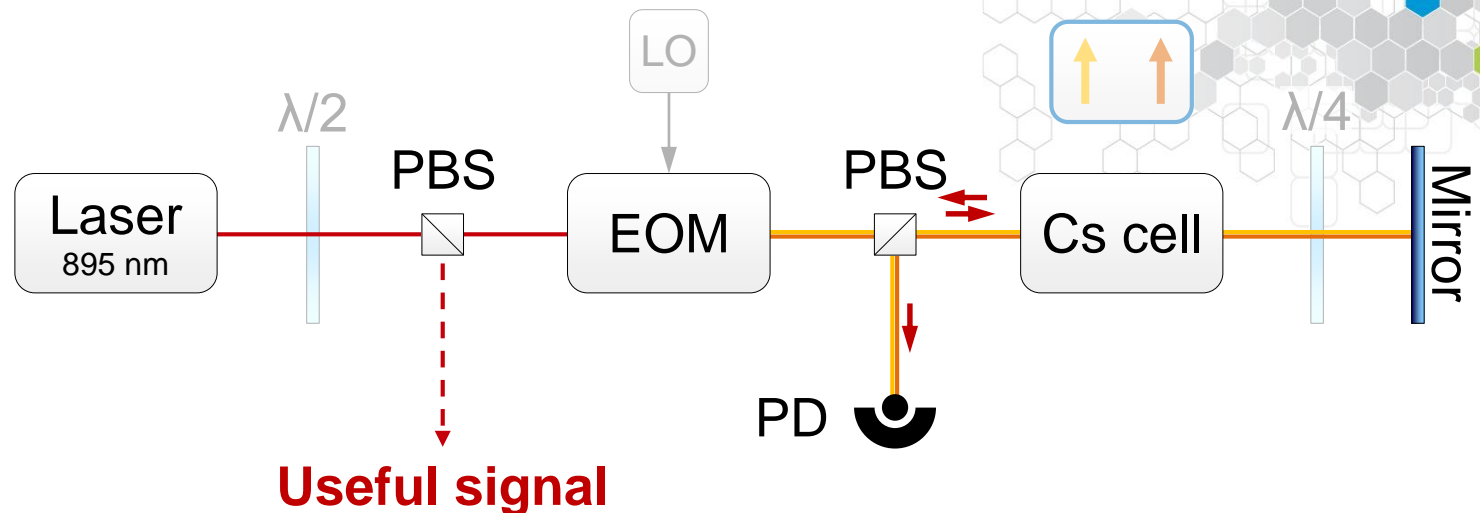 LO
λ/2
λ/4
PBS
PBS
Laser
895 nm
EOM
Cs cell
Mirror
PD
Useful signal